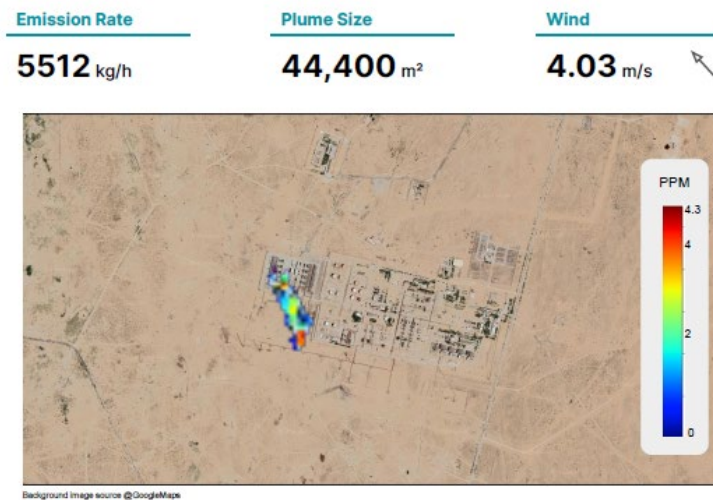 Emission Rate
Plume Size
Wind
5512 kg/h
44,400 m²
4.03 m/s
PPM
4.3
4
2
0
Background image source @GoogleMaps